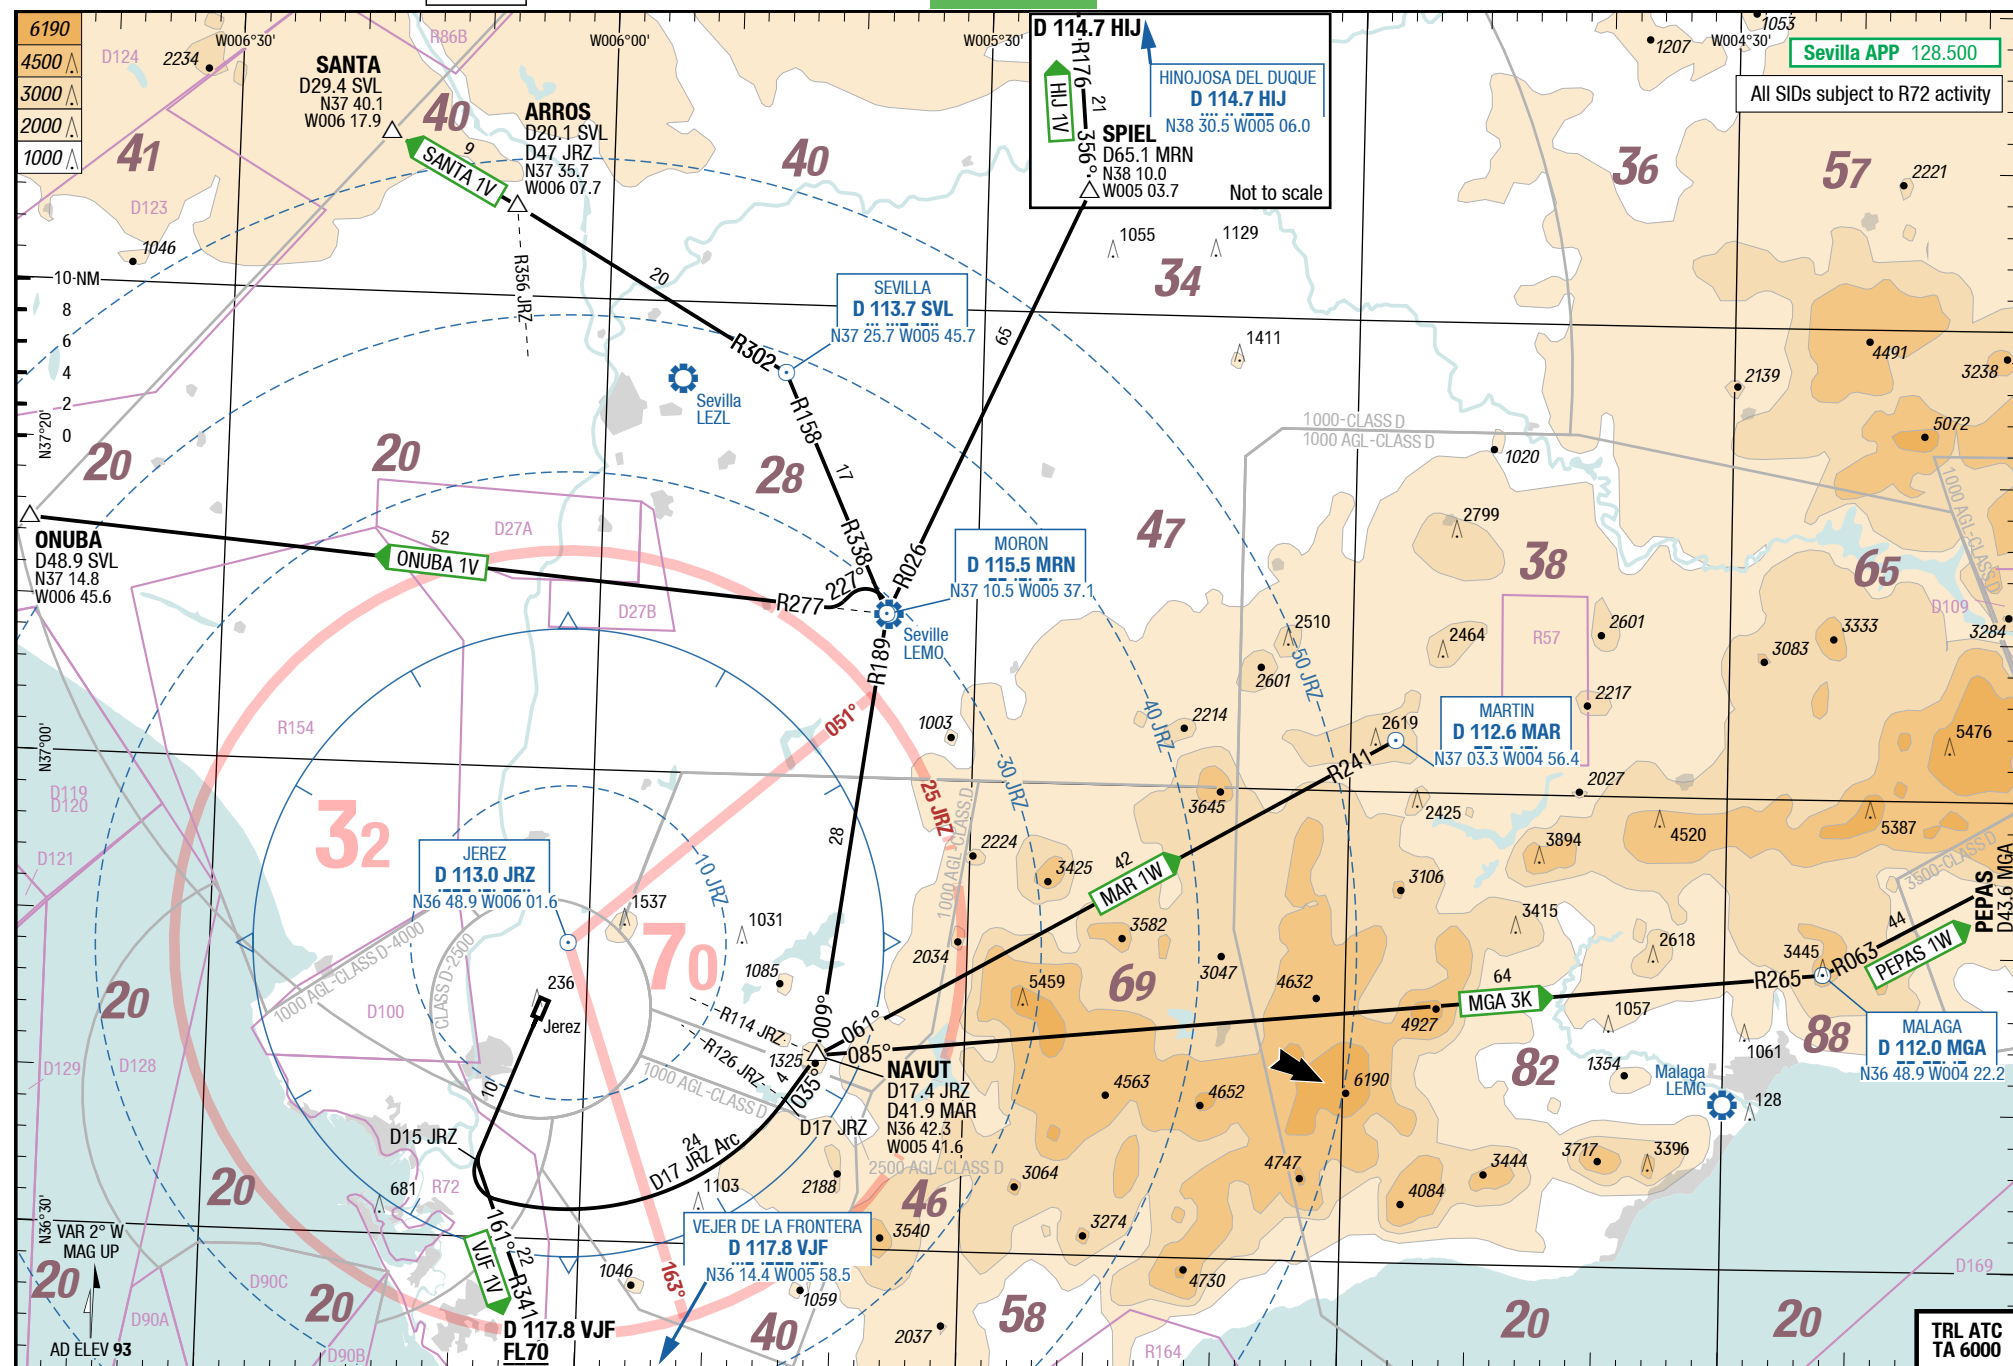 6190
4500
3000
2000
1000
W006°30'
W006°00'
W005°30'
W004°30'
D124
2234
R86B
SANTA
D29.4 SVL
N37 40.1
W006 17.9
40
ARROS
D20.1 SVL
D47 JRZ
N37 35.7
W006 07.7
9
SANTA 1V
41
D123
1046
40
D 114.7 HIJ
R176
21
HIJ 1V
356°
HINOJOSA DEL DUQUE
D 114.7 HIJ
N38 30.5 W005 06.0
SPIEL
D65.1 MRN
N38 10.0
W005 03.7
Not to scale
1207
1053
Sevilla APP 128.500
All SIDs subject to R72 activity
36
57
2221
1055
1129
34
10 NM
8
6
4
2
0
N37°20'
R356 JRZ
20
SEVILLA
D 113.7 SVL
N37 25.7 W005 45.7
R302
65
1411
4491
3238
2139
5072
Sevilla
LEZL
R158
17
R338
1000-CLASS D
1000 AGL-CLASS D
1020
1000 AGL-CLASS D
20
20
28
47
ONUBA
D48.9 SVL
N37 14.8
W006 45.6
52
ONUBA 1V
D27A
D27B
R277
227°
R026
MORON
D 115.5 MRN
N37 10.5 W005 37.1
Seville
LEMO
R189
2799
38
65
D109
3284
2510
2464
R57
2601
3333
3083
2601
50 JRZ
2217
R154
N37°00'
051°
1003
2214
40 JRZ
2619
MARTIN
D 112.6 MAR
N37 03.3 W004 56.4
5476
R241
30 JRZ
25 JRZ
3645
2027
2425
4520
5387
D119
D120
32
28
1000 AGL-CLASS D
2224
3894
3500-CLASS D
D121
JEREZ
D 113.0 JRZ
N36 48.9 W006 01.6
10 JRZ
3425
42
MAR 1W
3106
PEPAS
D43.6 MGA
1537
1031
70
3582
3415
2618
44
PEPAS 1W
3445
R063
1000 AGL-CLASS D-4000
CLASS D-2500
2034
3047
20
D100
236
Jerez
1085
5459
69
4632
64
MGA 3K
R265
4927
1057
R114 JRZ
009°
061°
085°
1325
R126 JRZ
4
035°
1061
88
MALAGA
D 112.0 MGA
N36 48.9 W004 22.2
D129
D128
1000 AGL-CLASS D
NAVUT
D17.4 JRZ
D41.9 MAR
N36 42.3
W005 41.6
4563
4652
6190
82
1354
Malaga
LEMG
128
10
D15 JRZ
D17 JRZ
24
D17 JRZ Arc
2500 AGL-CLASS D
20
681
R72
1103
2188
46
3064
4747
3444
3717
3396
4084
N36°30'
VAR 2° W
MAG UP
161°
22
R341
VJF 1V
VEJER DE LA FRONTERA
D 117.8 VJF
N36 14.4 W005 58.5
3540
3274
4730
20
D90C
20
1046
163°
1059
D169
D90A
D90B
D 117.8 VJF
FL70
40
2037
58
R164
20
20
AD ELEV 93
TRL ATC
TA 6000